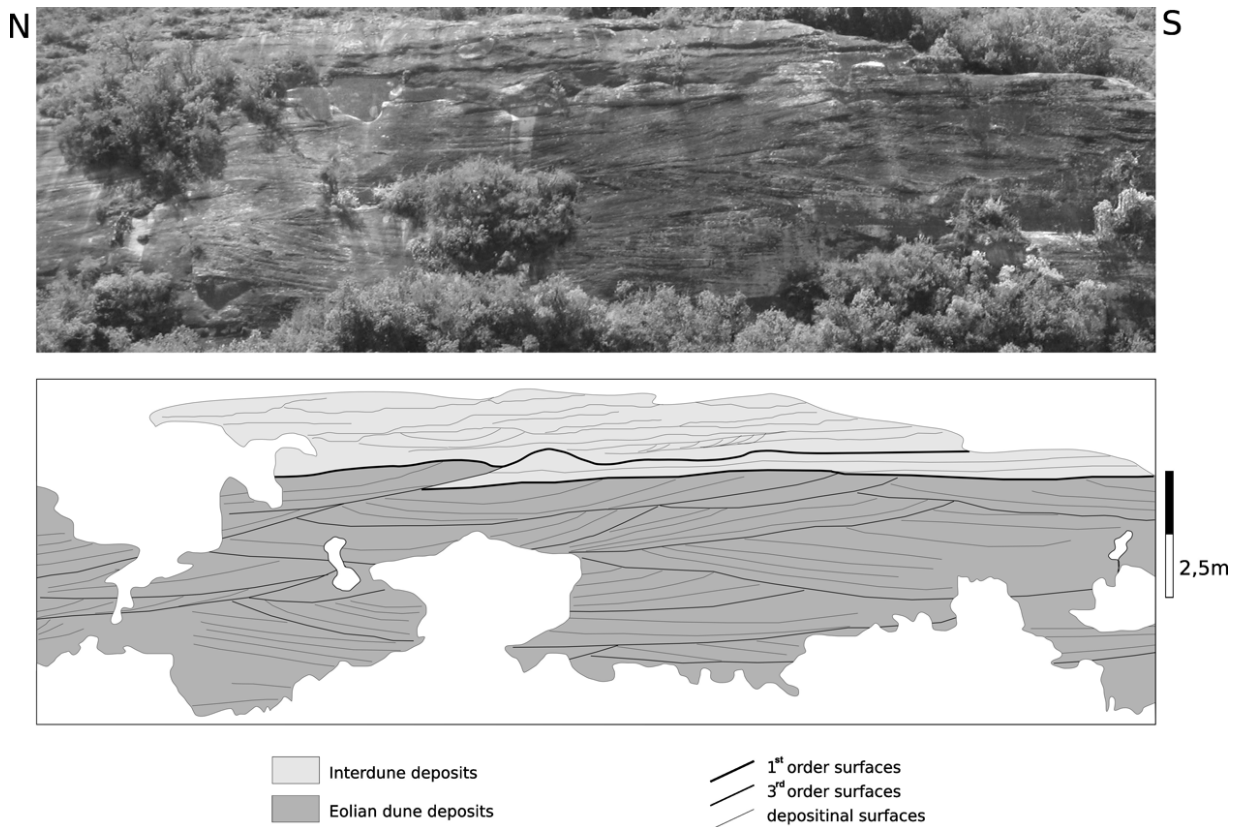 N
S
2,5m
Interdune deposits
Eolian dune deposits
1st order surfaces
3rd order surfaces
depositinal surfaces